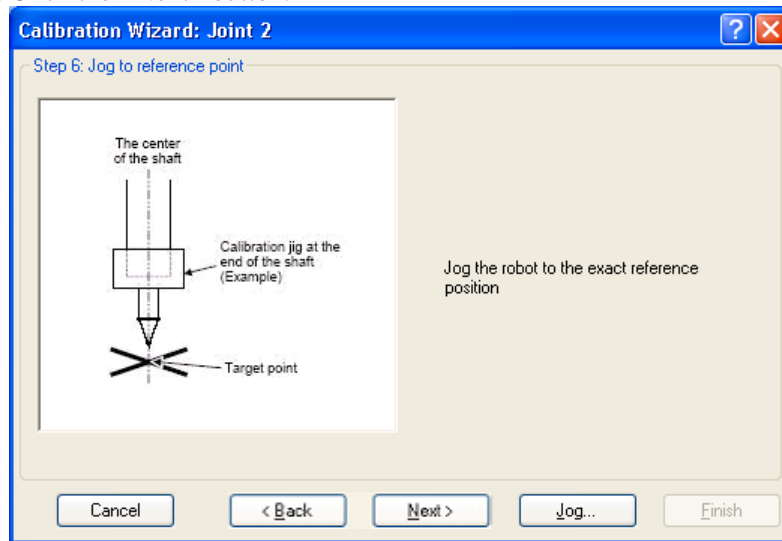 Calibration Wizard: Joint 2
Step 6: Jog to reference point
The center
of the shaft
Calibration jig at the
end of the shaft
(Example)
Target point
Jog the robot to the exact reference
position
Cancel
< Back
Next >
Jog...
Finish